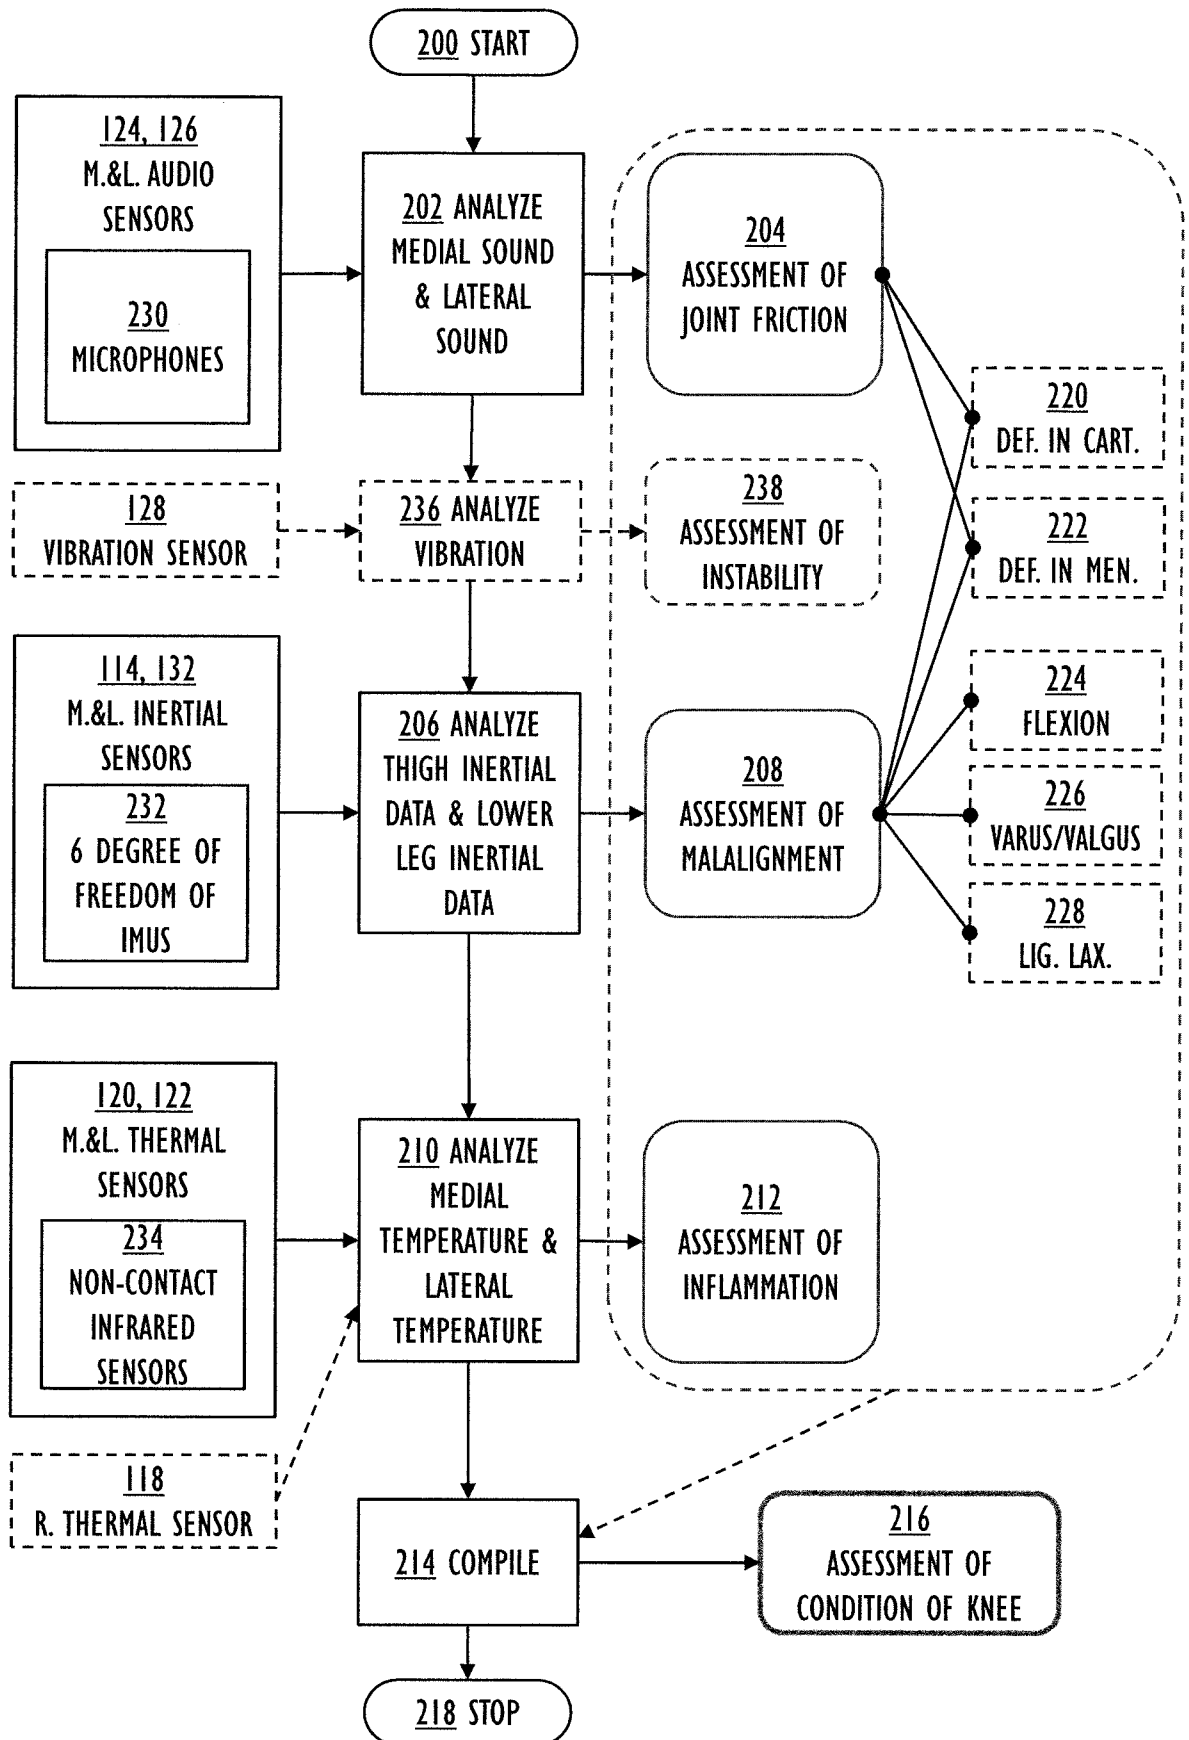 200 START
124, 126
M.&L. AUDIO
SENSORS
230
MICROPHONES
202 ANALYZE
MEDIAL SOUND
& LATERAL
SOUND
204
ASSESSMENT OF
JOINT FRICTION
220
DEF. IN CART.
128
VIBRATION SENSOR
236 ANALYZE
VIBRATION
238
ASSESSMENT OF
INSTABILITY
222
DEF. IN MEN.
114, 132
M.&L. INERTIAL
SENSORS
232
6 DEGREE OF
FREEDOM OF
IMUS
206 ANALYZE
THIGH INERTIAL
DATA & LOWER
LEG INERTIAL
DATA
208
ASSESSMENT OF
MALALIGNMENT
224
FLEXION
226
VARUS/VALGUS
228
LIG. LAX.
120, 122
M.&L. THERMAL
SENSORS
234
NON-CONTACT
INFRARED
SENSORS
210 ANALYZE
MEDIAL
TEMPERATURE &
LATERAL
TEMPERATURE
212
ASSESSMENT OF
INFLAMMATION
118
R. THERMAL SENSOR
214 COMPILE
216
ASSESSMENT OF
CONDITION OF KNEE
218 STOP